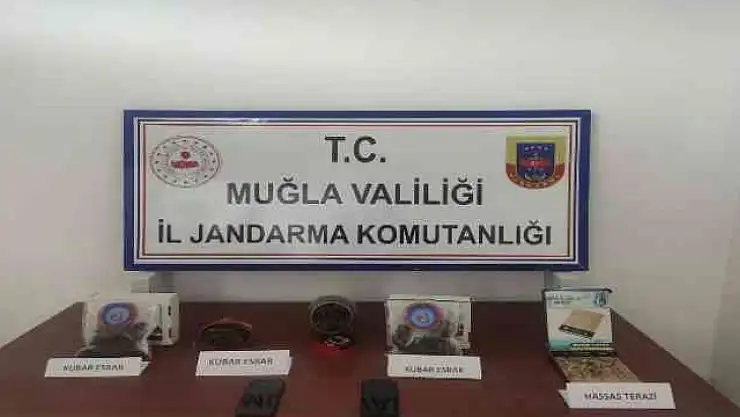 T.C.
MUĞLA VALİLİĞİ
İL JANDARMA KOMUTANLIĞI
KUBAR ESRAR
KUBAR ESRAR
KUBAR ESRAR
HASSAS TERAZİ